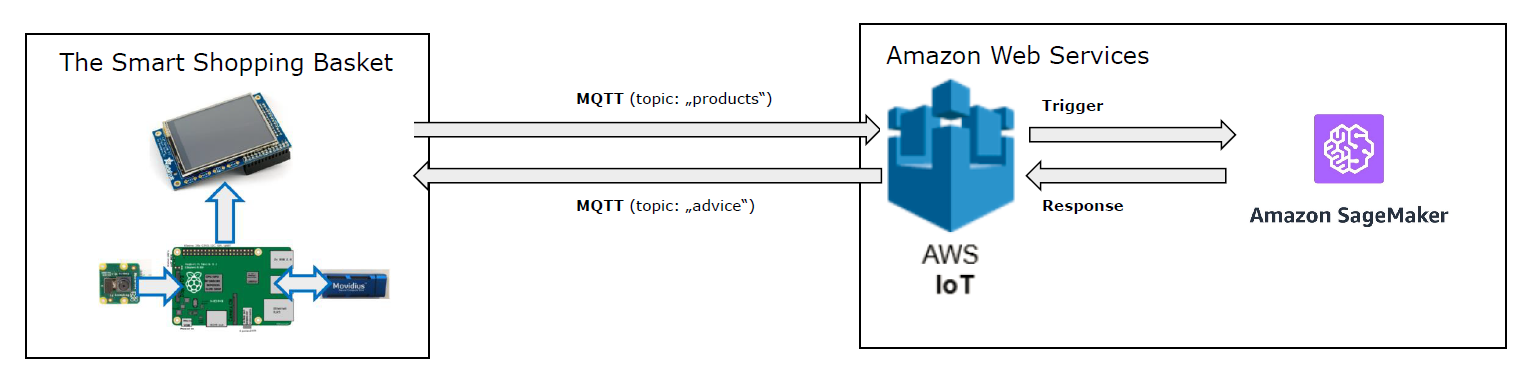 The Smart Shopping Basket
Movidius
MQTT (topic: „products“)
MQTT (topic: „advice“)
Amazon Web Services
AWS
IoT
Trigger
Response
Amazon SageMaker